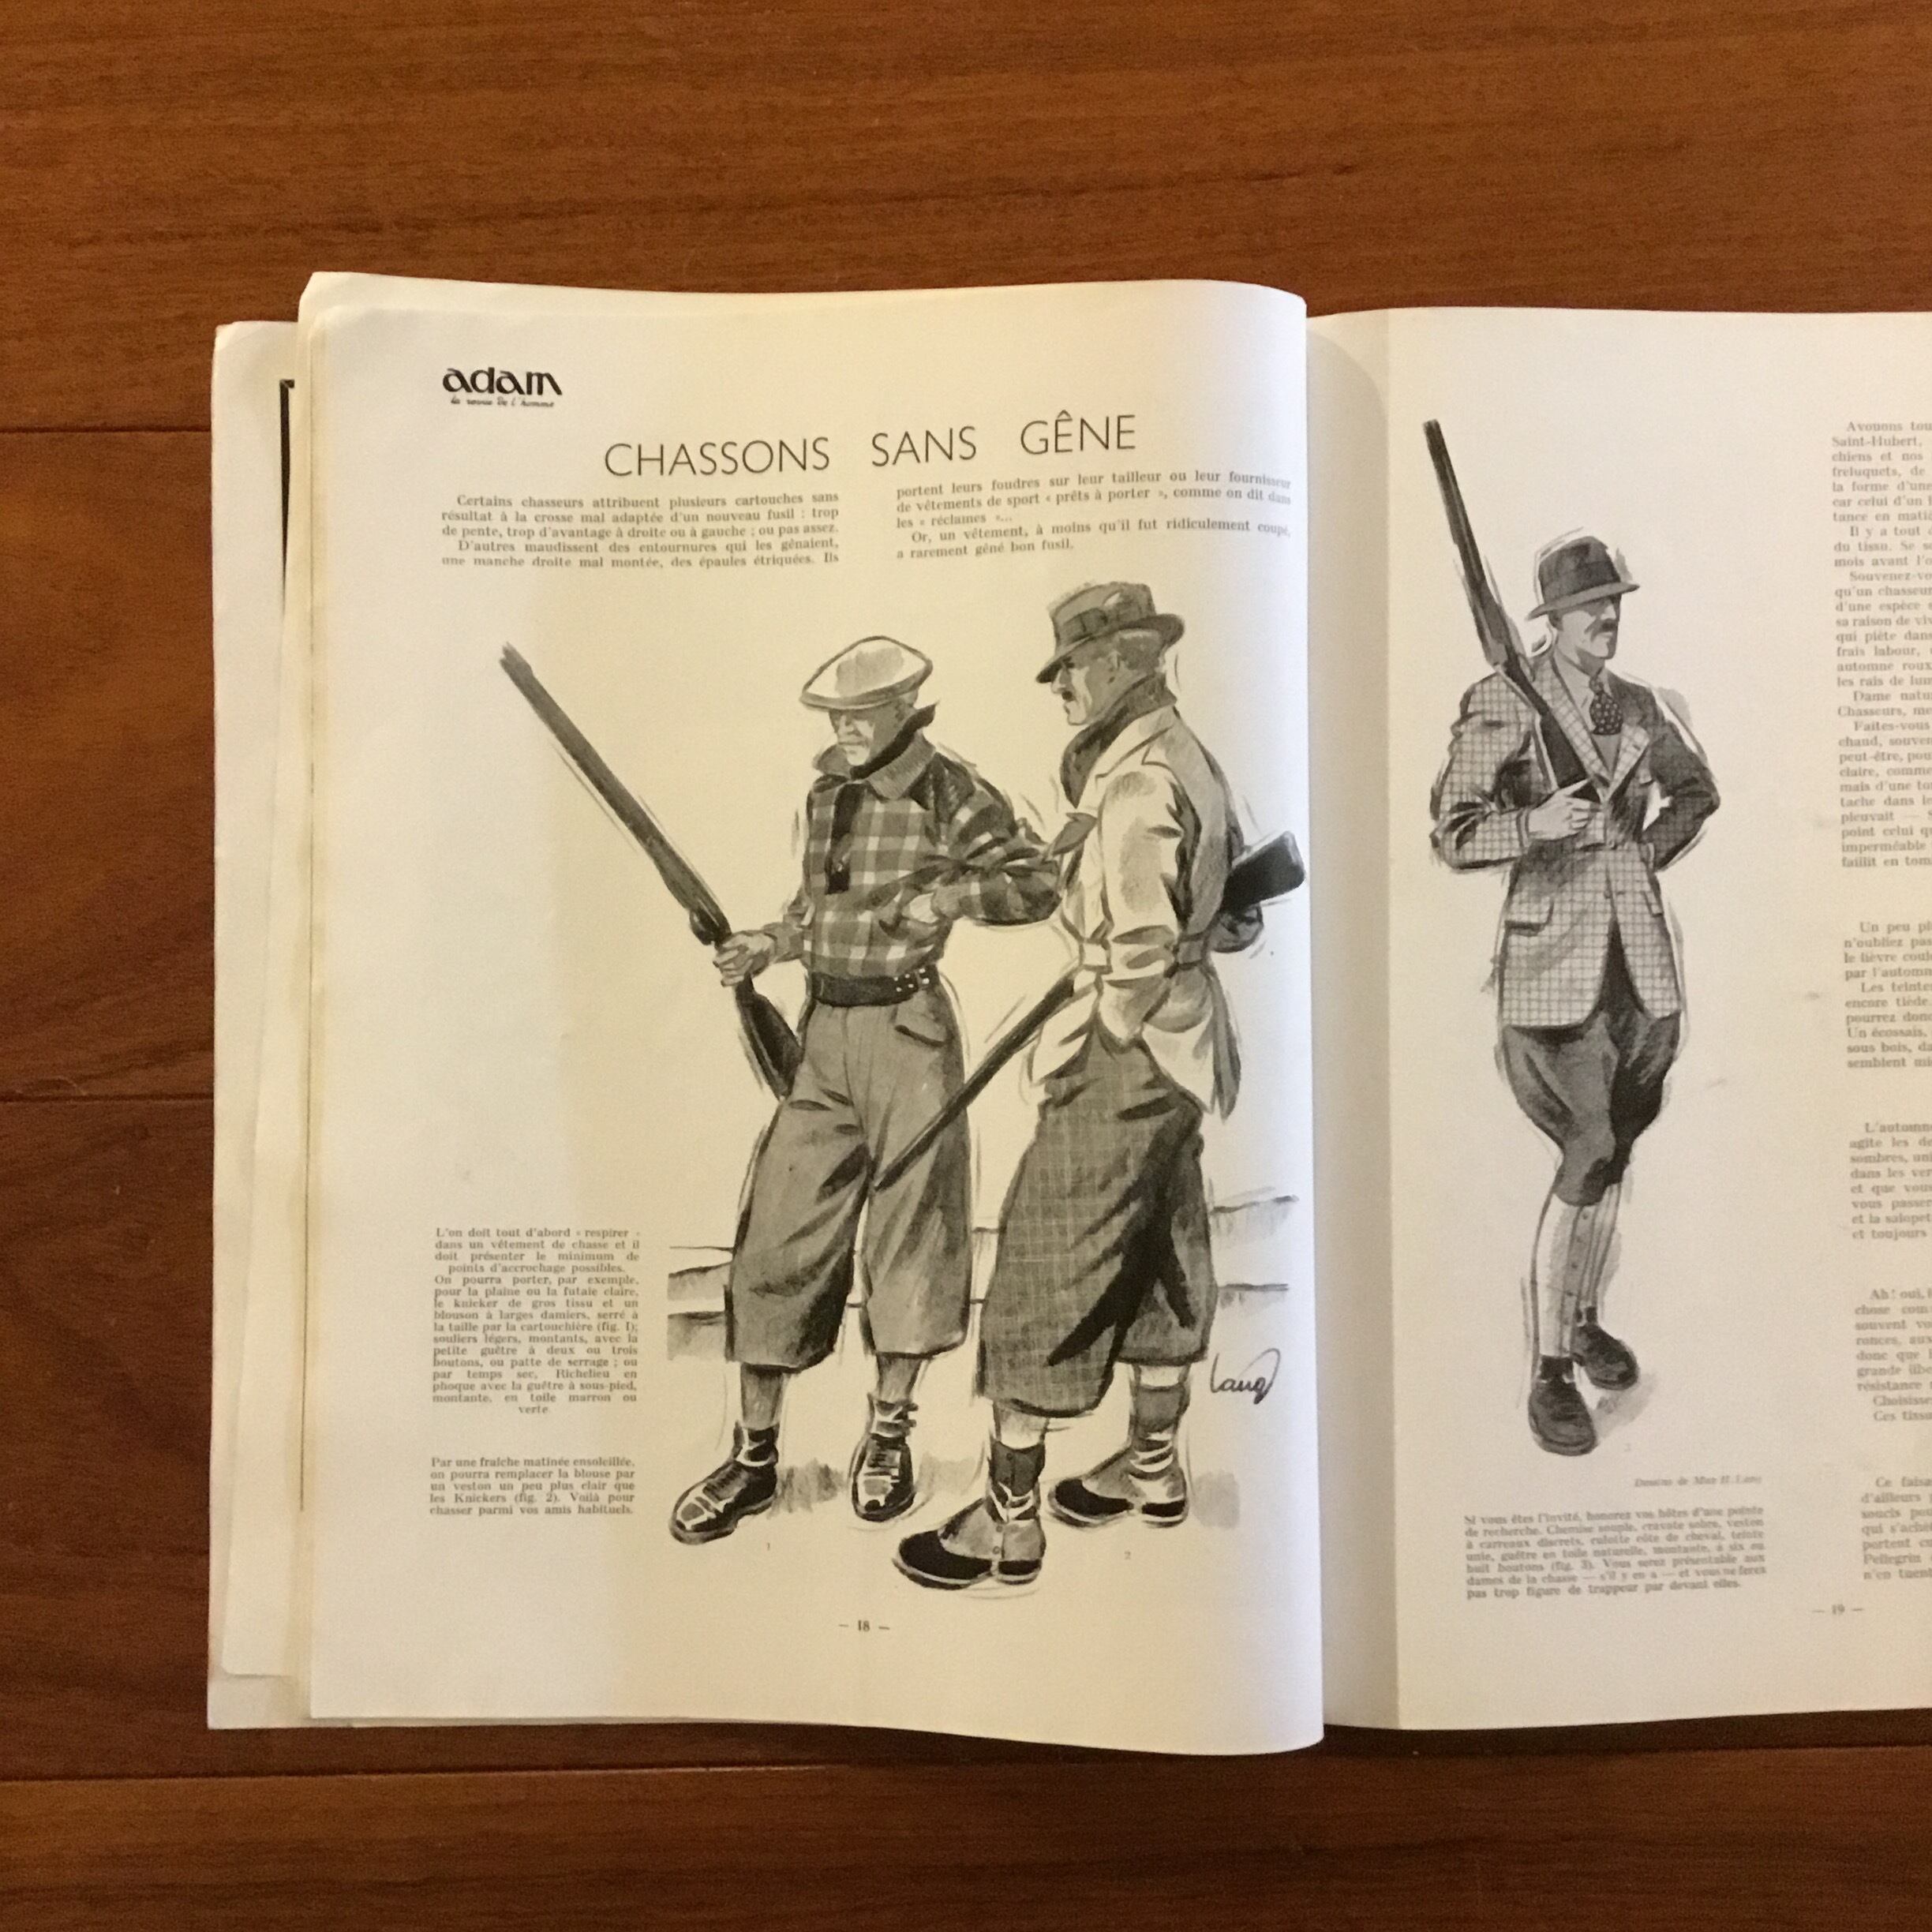 adam
la revue de l'homme
CHASSONS SANS GÊNE
Certains chasseurs attribuent plusieurs cartouches sans
résultat à la crosse mal adaptée d'un nouveau fusil : trop
de pente, trop d'avantage à droite ou à gauche ; ou pas assez.
D'autres maudissent des entournures qui les gênaient,
une manche droite mal montée, des épaules étriquées. Ils
portent leurs foudres sur leur tailleur ou leur fournisseur
de vêtements de sport « prêts à porter », comme on dit dans
les « réclames »...
Or, un vêtement, à moins qu'il fut ridiculement coupé,
a rarement gêné bon fusil.
L'on doit tout d'abord « respirer »
dans un vêtement de chasse et il
doit présenter le minimum de
points d'accrochage possibles.
On pourra porter, par exemple,
pour la plaine ou la futaie claire,
le knicker de gros tissu et un
blouson à larges damiers, serré à
la taille par la cartouchière (fig. 1);
souliers légers, montants, avec la
petite guêtre à deux ou trois
boutons, ou patte de serrage ; ou
par temps sec, Richelieu en
phoque avec la guêtre à sous-pied,
montante, en toile marron ou
verte.
Par une fraîche matinée ensoleillée,
on pourra remplacer la blouse par
un veston un peu plus clair que
les Knickers (fig. 2). Voilà pour
chasser parmi vos amis habituels.
Lang
1
2
— 18 —
3
Dessins de Max H. Lang
Si vous êtes l'invité, honorez vos hôtes d'une pointe
de recherche. Chemise souple, cravate sobre, veston
à carreaux discrets, culotte côte de cheval, teinte
unie, guêtre en toile naturelle, montante, à six ou
huit boutons (fig. 3). Vous serez présentable aux
dames de la chasse — s'il y en a — et vous ne ferez
pas trop figure de trappeur par devant elles.
Avouons tou
Saint-Hubert,
chiens et nos
freluquets, de
la forme d'une
car celui d'un
tance en mati
Il y a tout
du tissu. Se
mois avant l'o
Souvenez-vo
qu'un chasseur
d'une espèce
sa raison de viv
qui piète dans
frais labour,
automne roux
les rais de lum
Dame natu
Chasseurs, me
Faites-vous
chand, souven
peut-être, pou
claire, comme
mais d'une to
tache dans le
pleuvait —
point celui q
imperméable
faillit en tom
Un peu pl
n'oubliez pas
le lièvre coul
par l'automn
Les teinte
encore tiède.
pourrez donc
Un écossais,
sous bois, da
semblent mi
L'automne
agite les de
sombres, uni
dans les ver
et que vous
vous passer
et la salopet
et toujours
Ah ! oui,
chose com
souvent vo
ronces, aux
donc que
grande libe
résistance
Choisisse
Ces tissu
Ce faisa
d'ailleurs
soucis pe
qui s'ach
portent cu
Pellegrin
n'en tuent
— 19 —